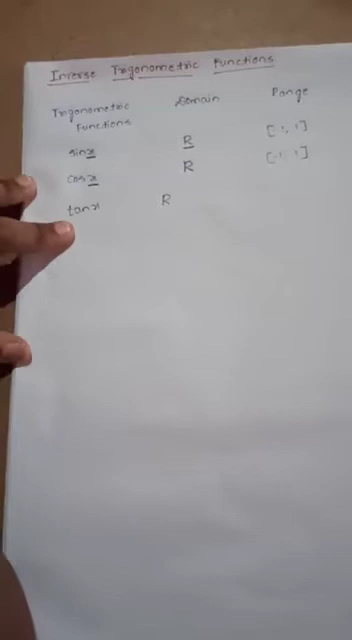 Inverse Trigonometric Functions
Trigonometric Functions Domain Range
sinx R [-1, 1]
cosx R [-1, 1]
tanx R